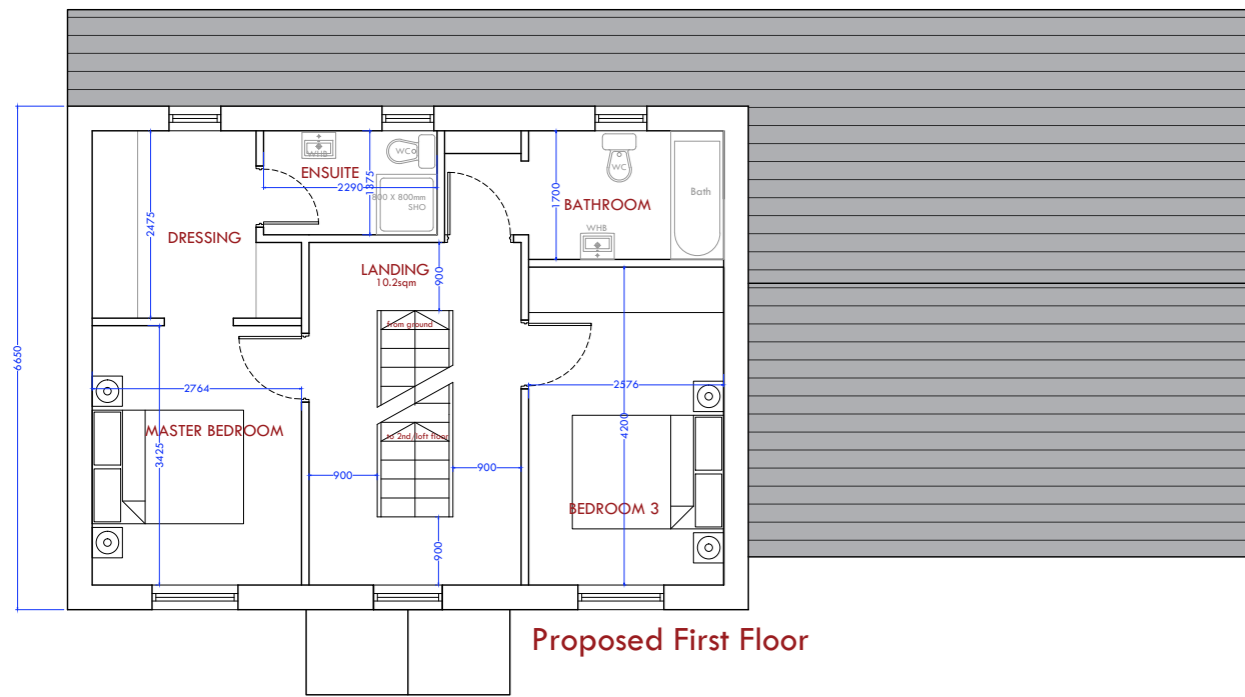 WHB
WC
ENSUITE
1375
2290
800 X 800mm
SHO
2475
DRESSING
1700
WC
Bath
BATHROOM
WHB
LANDING
10.2sqm
900
from ground
6650
2764
2576
MASTER BEDROOM
3425
to 2nd/loft floor
4200
900
900
BEDROOM 3
900
Proposed First Floor